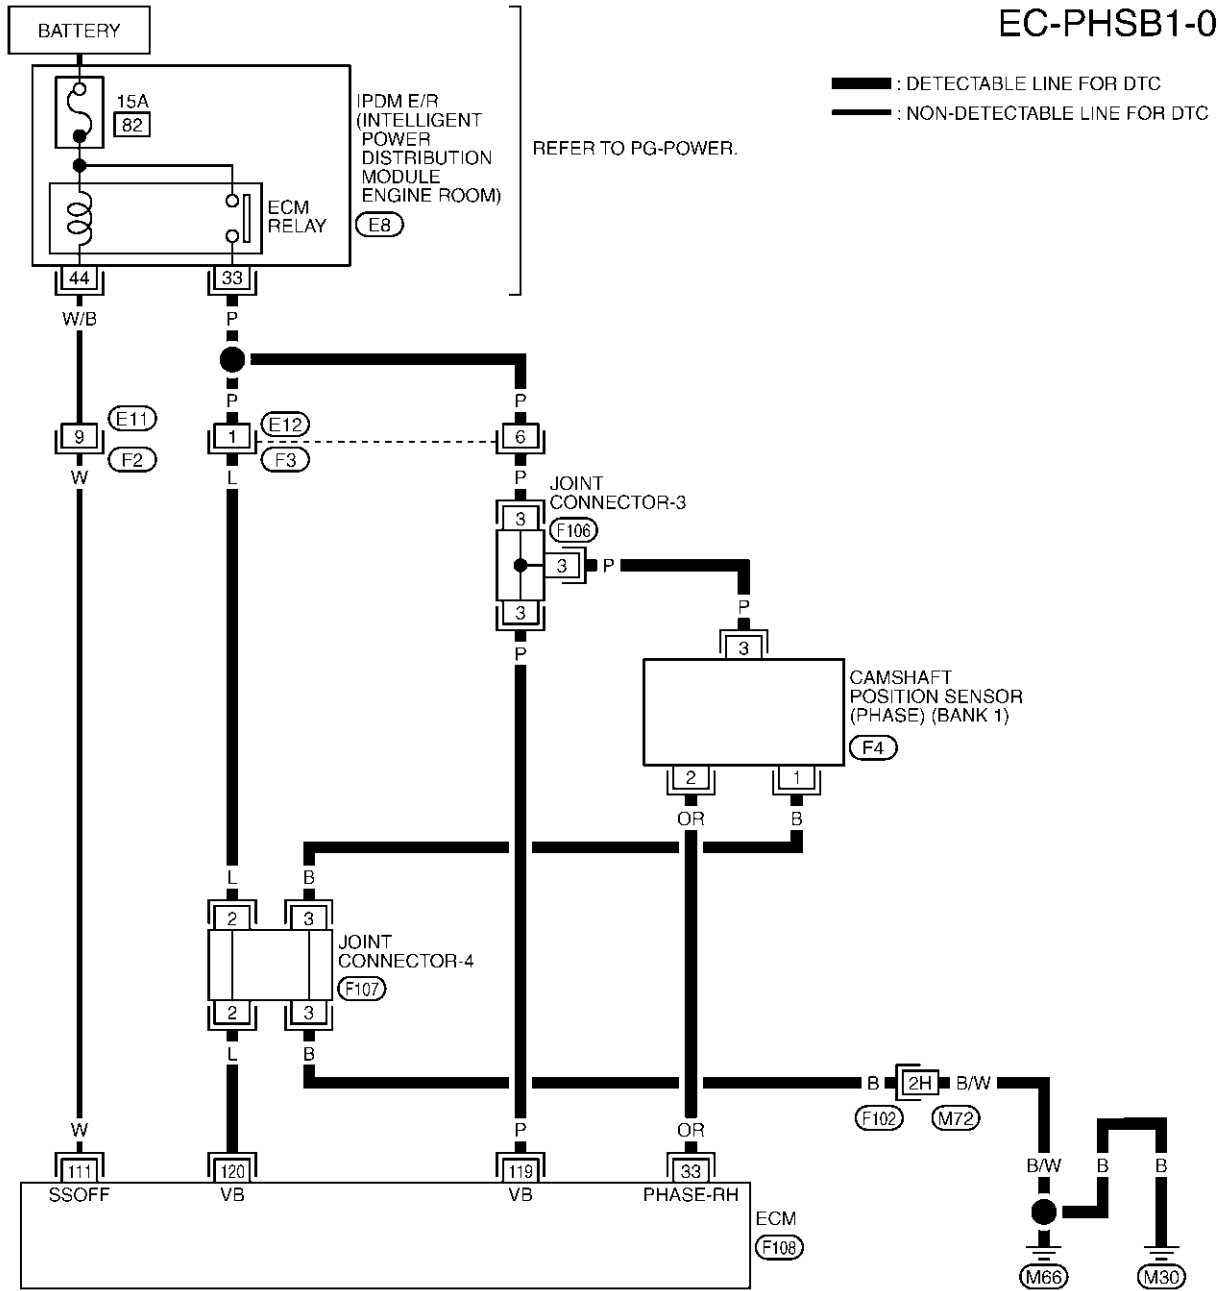 EC-PHSB1-0
BATTERY
: DETECTABLE LINE FOR DTC
: NON-DETECTABLE LINE FOR DTC
15A
82
IPDM E/R
(INTELLIGENT
POWER
DISTRIBUTION
MODULE
ENGINE ROOM)
E8
REFER TO PG-POWER.
ECM
RELAY
44
33
W/B
P
P
P
9
E11
F2
1
E12
F3
6
W
L
P
JOINT
CONNECTOR-3
F106
3
3
P
3
P
P
3
CAMSHAFT
POSITION SENSOR
(PHASE) (BANK 1)
F4
2
1
OR
B
L
B
2
3
JOINT
CONNECTOR-4
F107
2
3
L
B
B
2H
B/W
F102
M72
W
P
OR
B/W
B
B
111
120
119
33
SSOFF
VB
VB
PHASE-RH
ECM
F108
M66
M30